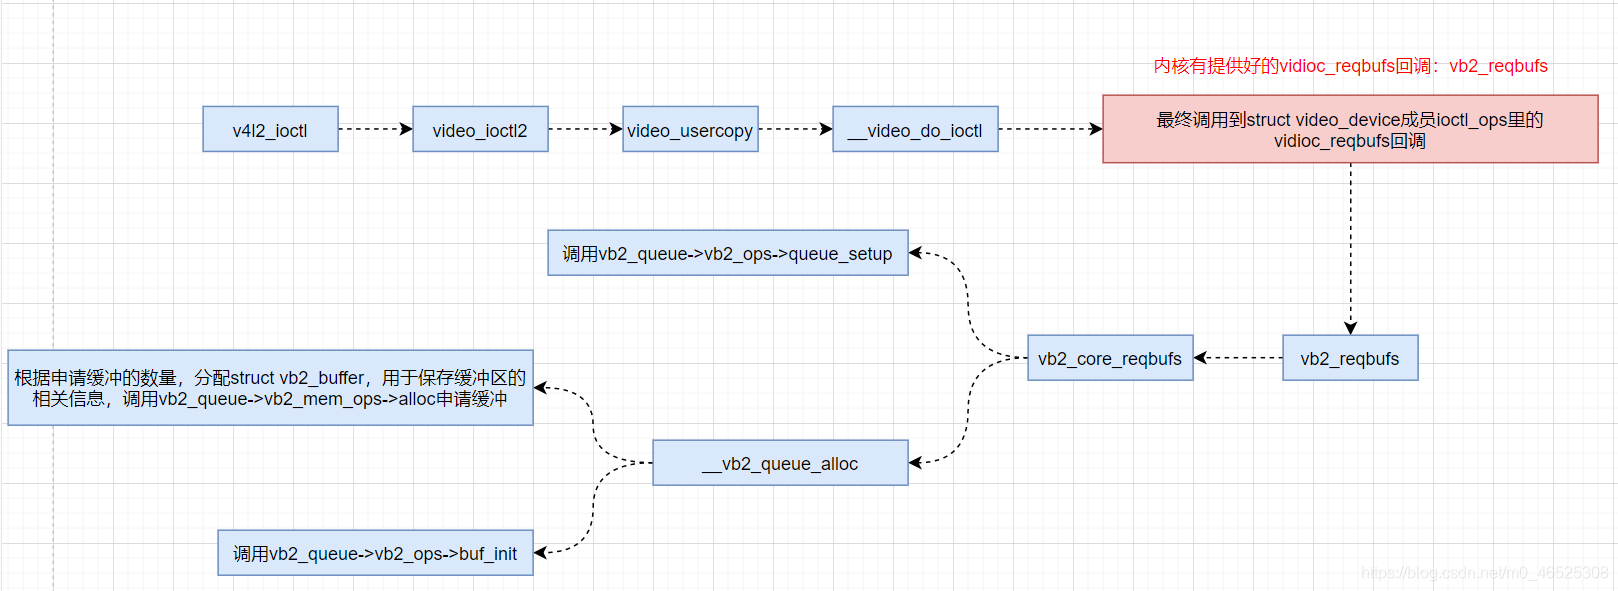 内核有提供好的vidioc_reqbufs回调：vb2_reqbufs
v4l2_ioctl
video_ioctl2
video_usercopy
__video_do_ioctl
最终调用到struct video_device成员ioctl_ops里的
vidioc_reqbufs回调
调用vb2_queue->vb2_ops->queue_setup
vb2_core_reqbufs
vb2_reqbufs
根据申请缓冲的数量，分配struct vb2_buffer，用于保存缓冲区的
相关信息，调用vb2_queue->vb2_mem_ops->alloc申请缓冲
__vb2_queue_alloc
调用vb2_queue->vb2_ops->buf_init
https://blog.csdn.net/m0_46525308